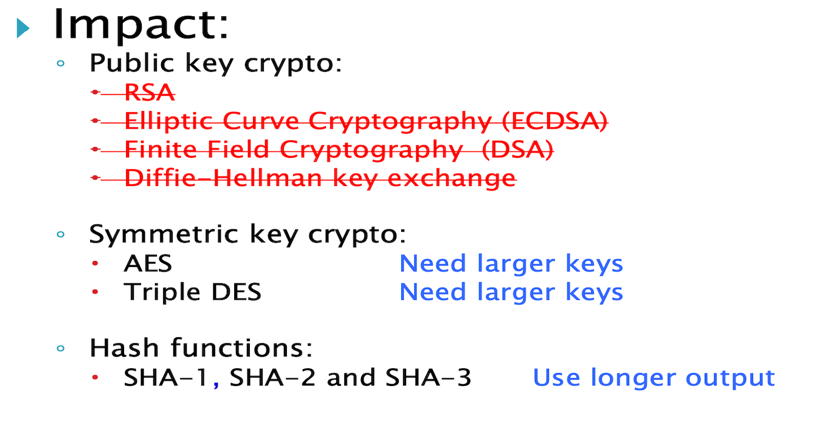 Impact:
Public key crypto:
RSA
Elliptic Curve Cryptography (ECDSA)
Finite Field Cryptography (DSA)
Diffie-Hellman key exchange
Symmetric key crypto:
AES Need larger keys
Triple DES Need larger keys
Hash functions:
SHA-1, SHA-2 and SHA-3 Use longer output